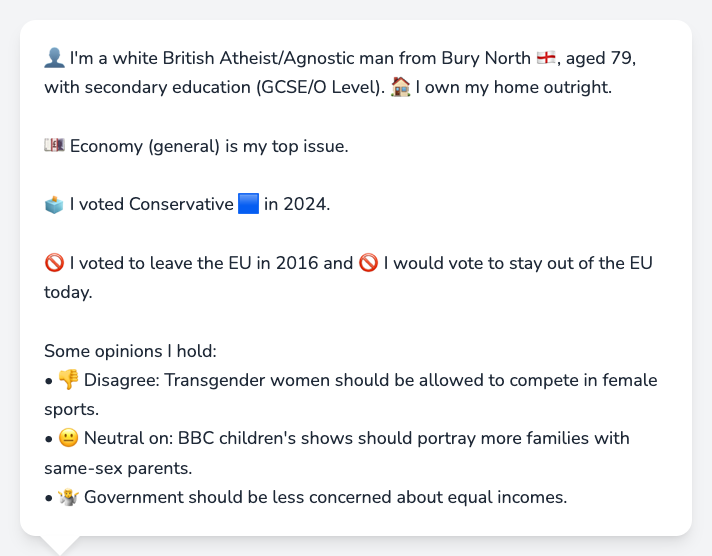 👤 I'm a white British Atheist/Agnostic man from Bury North 🏴󠁧󠁢󠁥󠁮󠁧󠁿, aged 79,
with secondary education (GCSE/O Level). 🏠 I own my home outright.
💷 Economy (general) is my top issue.
🗳️ I voted Conservative 🟦 in 2024.
🚫 I voted to leave the EU in 2016 and 🚫 I would vote to stay out of the EU
today.
Some opinions I hold:
• 👎 Disagree: Transgender women should be allowed to compete in female
sports.
• 😐 Neutral on: BBC children's shows should portray more families with
same-sex parents.
• 🤷 Government should be less concerned about equal incomes.